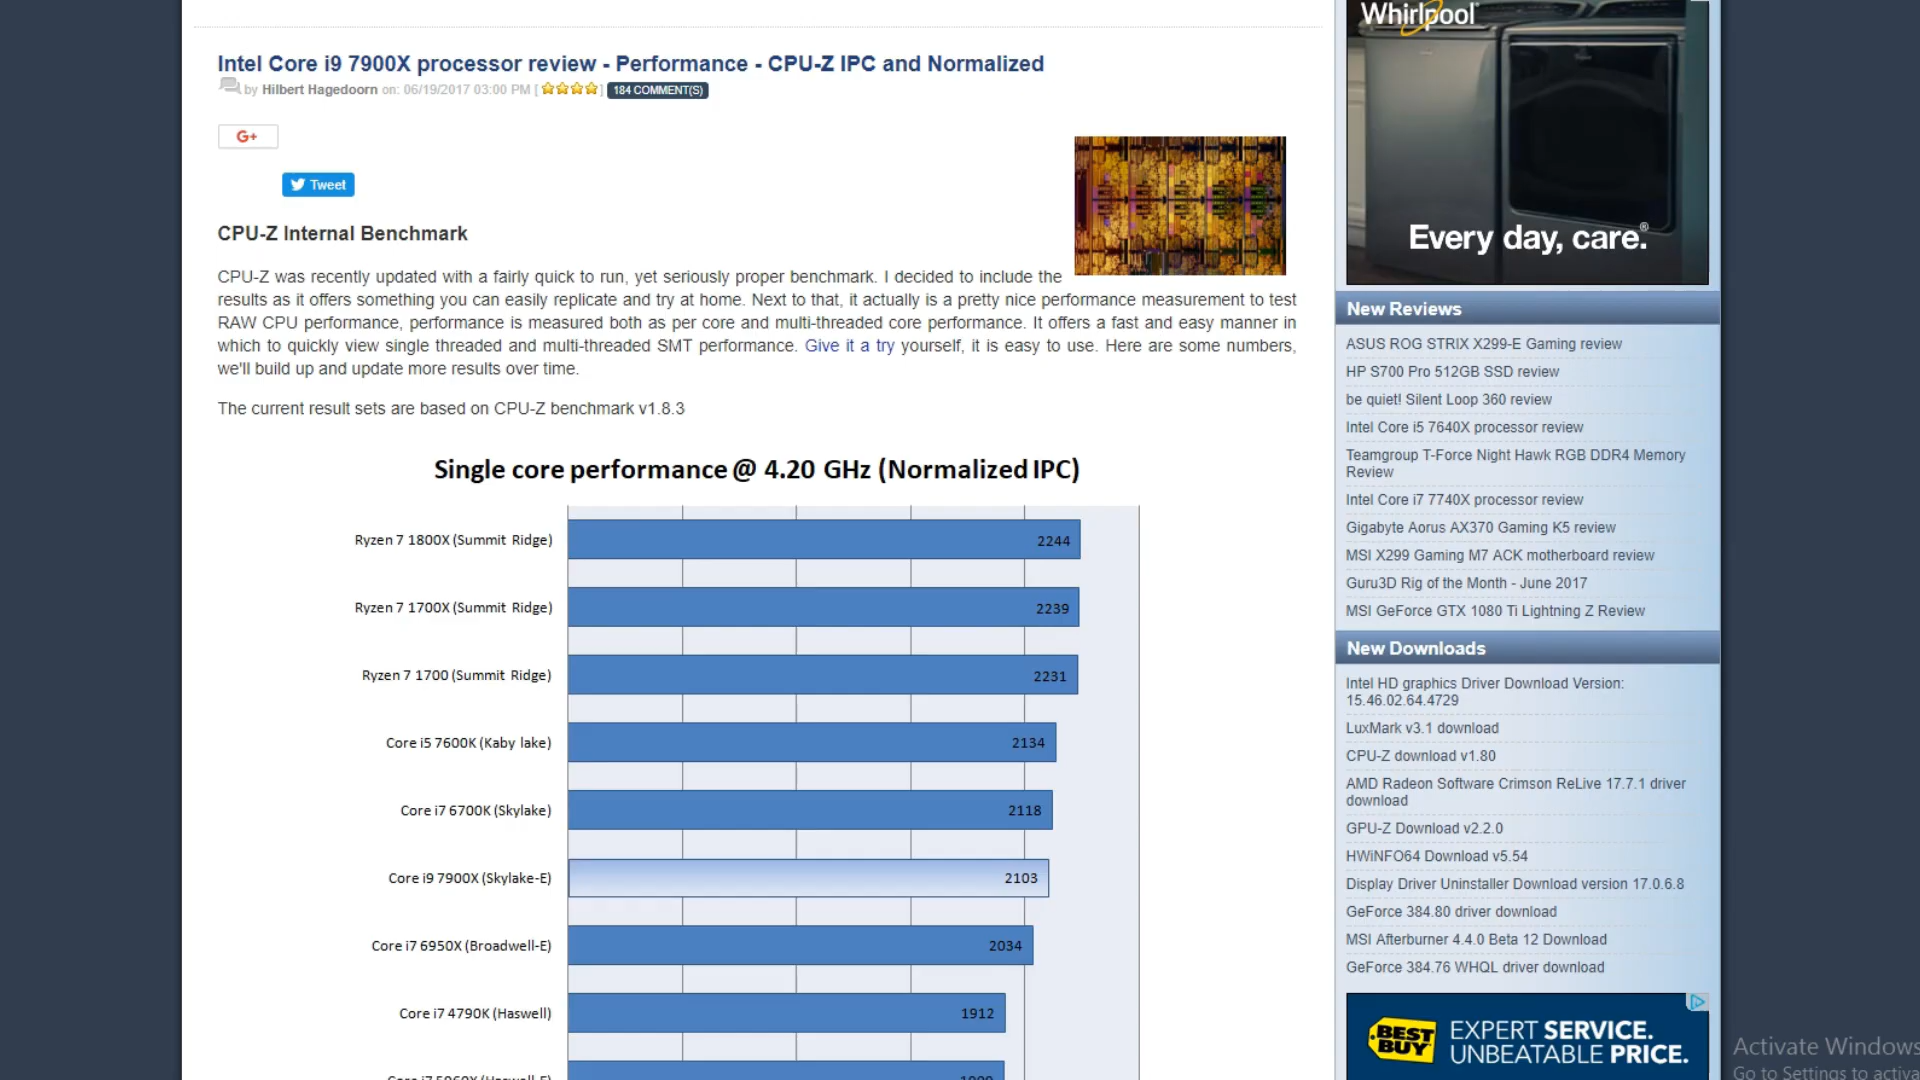 Intel Core i9 7900X processor review - Performance - CPU-Z IPC and Normalized
by Hilbert Hagedoorn on: 06/19/2017 03:00 PM [ ] 184 COMMENT(S)
G+
Tweet
CPU-Z Internal Benchmark
CPU-Z was recently updated with a fairly quick to run, yet seriously proper benchmark. I decided to include the
results as it offers something you can easily replicate and try at home. Next to that, it actually is a pretty nice performance measurement to test
RAW CPU performance, performance is measured both as per core and multi-threaded core performance. It offers a fast and easy manner in
which to quickly view single threaded and multi-threaded SMT performance. Give it a try yourself, it is easy to use. Here are some numbers,
we'll build up and update more results over time.
The current result sets are based on CPU-Z benchmark v1.8.3
Single core performance @ 4.20 GHz (Normalized IPC)
Ryzen 7 1800X (Summit Ridge) 2244
Ryzen 7 1700X (Summit Ridge) 2239
Ryzen 7 1700 (Summit Ridge) 2231
Core i5 7600K (Kaby lake) 2134
Core i7 6700K (Skylake) 2118
Core i9 7900X (Skylake-E) 2103
Core i7 6950X (Broadwell-E) 2034
Core i7 4790K (Haswell) 1912
Whirlpool
Every day, care.®
New Reviews
ASUS ROG STRIX X299-E Gaming review
HP S700 Pro 512GB SSD review
be quiet! Silent Loop 360 review
Intel Core i5 7640X processor review
Teamgroup T-Force Night Hawk RGB DDR4 Memory
Review
Intel Core i7 7740X processor review
Gigabyte Aorus AX370 Gaming K5 review
MSI X299 Gaming M7 ACK motherboard review
Guru3D Rig of the Month - June 2017
MSI GeForce GTX 1080 Ti Lightning Z Review
New Downloads
Intel HD graphics Driver Download Version:
15.46.02.64.4729
LuxMark v3.1 download
CPU-Z download v1.80
AMD Radeon Software Crimson ReLive 17.7.1 driver
download
GPU-Z Download v2.2.0
HWiNFO64 Download v5.54
Display Driver Uninstaller Download version 17.0.6.8
GeForce 384.80 driver download
MSI Afterburner 4.4.0 Beta 12 Download
GeForce 384.76 WHQL driver download
BEST BUY
EXPERT SERVICE.
UNBEATABLE PRICE.
Activate Windows
Go to Settings to activa